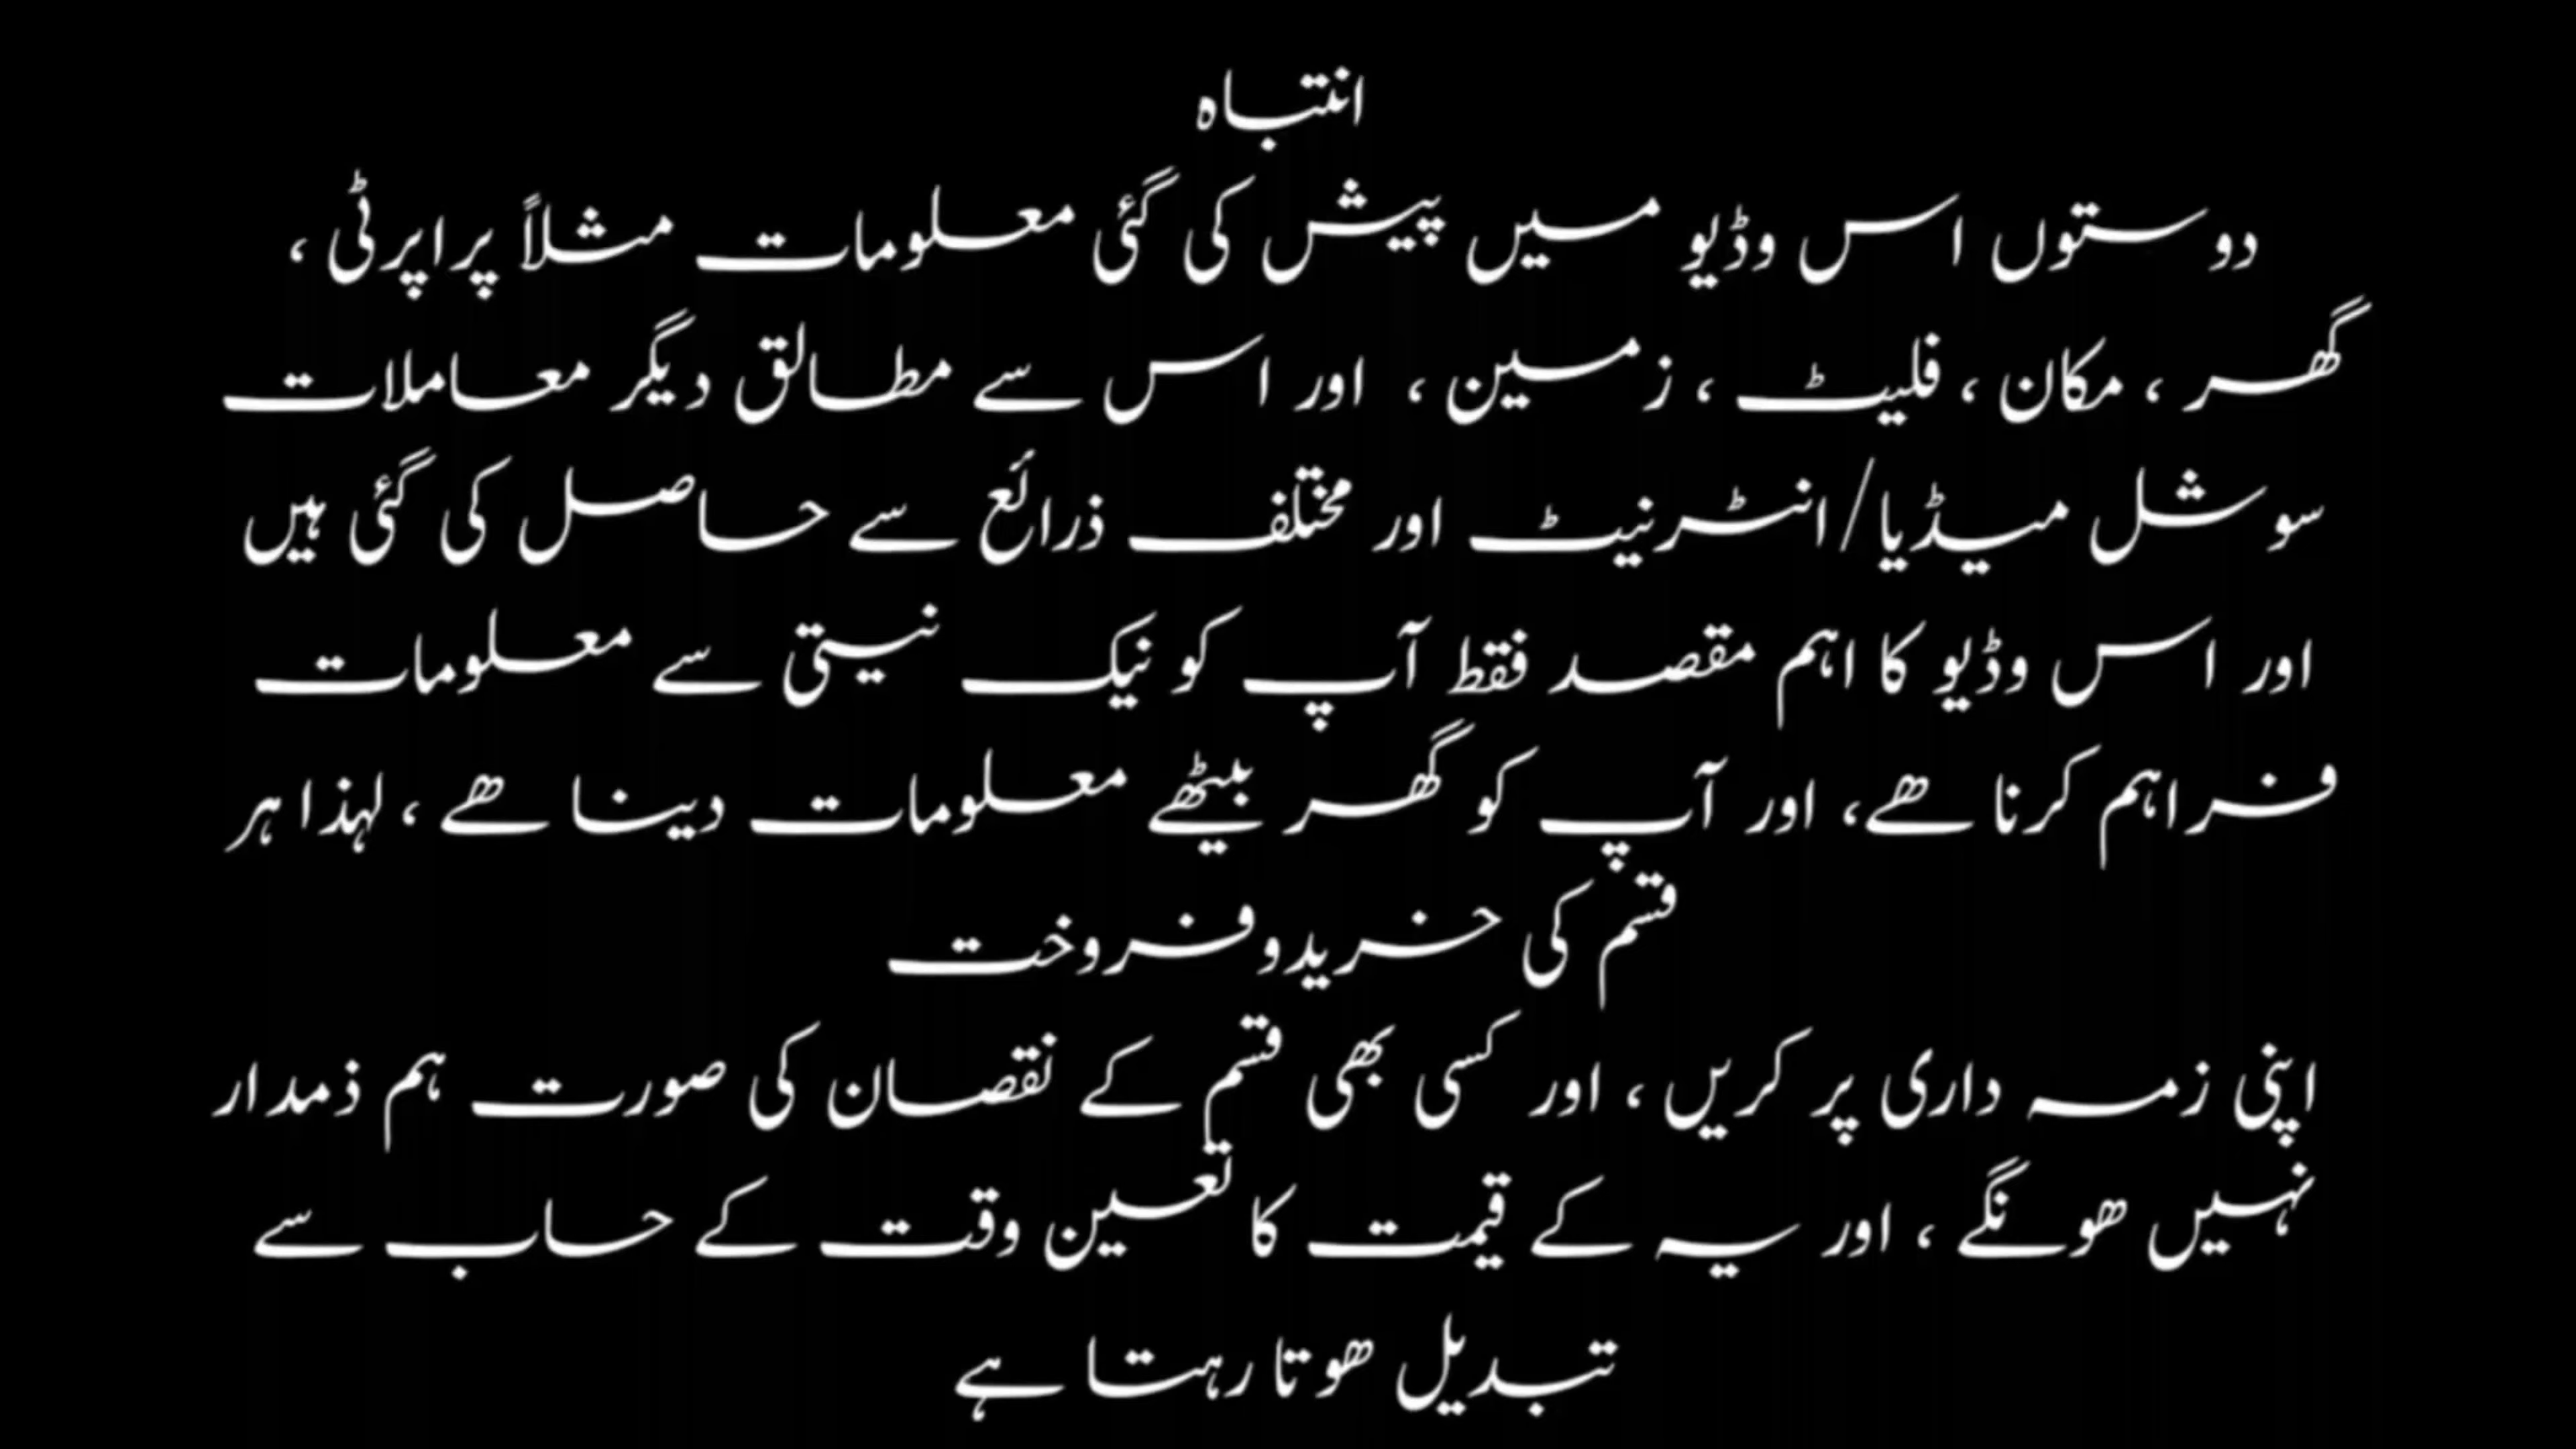 انتباہ
دوستوں اس وڈیو میں پیش کی گئی معلومات مثلاً پراپرٹی ،
گھر ، مکان ، فلیٹ ، زمین ، اور اس سے مطالق دیگر معاملات
سوشل میڈیا/انٹرنیٹ اور مختلف ذرائع سے حاصل کی گئی ہیں
اور اس وڈیو کا اہم مقصد فقط آپ کو نیک نیتی سے معلومات
فراہم کرنا ھے، اور آپ کو گھر بیٹھے معلومات دینا ھے ، لہذا ہر
قسم کی خریدوفروخت
اپنی زمہ داری پر کریں ، اور کسی بھی قسم کے نقصان کی صورت ہم ذمدار
نہیں ھونگے ، اور یہ کے قیمت کا تعین وقت کے حاب سے
تبدیل ھوتا رہتا ہے